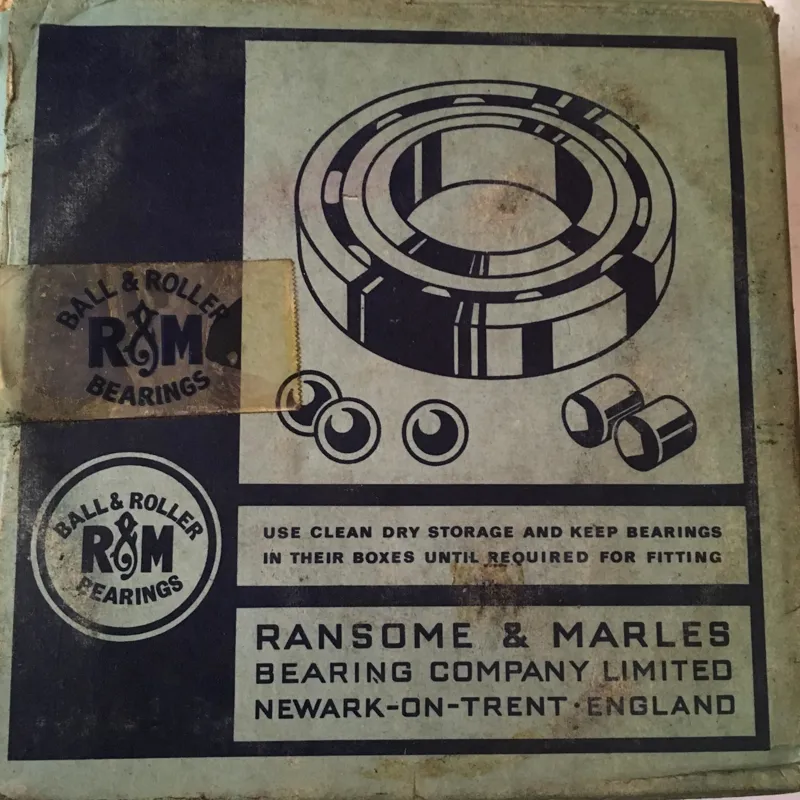 BALL & ROLLER
R&M
BEARINGS
BALL & ROLLER
R&M
BEARINGS
USE CLEAN DRY STORAGE AND KEEP BEARINGS
IN THEIR BOXES UNTIL REQUIRED FOR FITTING
RANSOME & MARLES
BEARING COMPANY LIMITED
NEWARK-ON-TRENT·ENGLAND